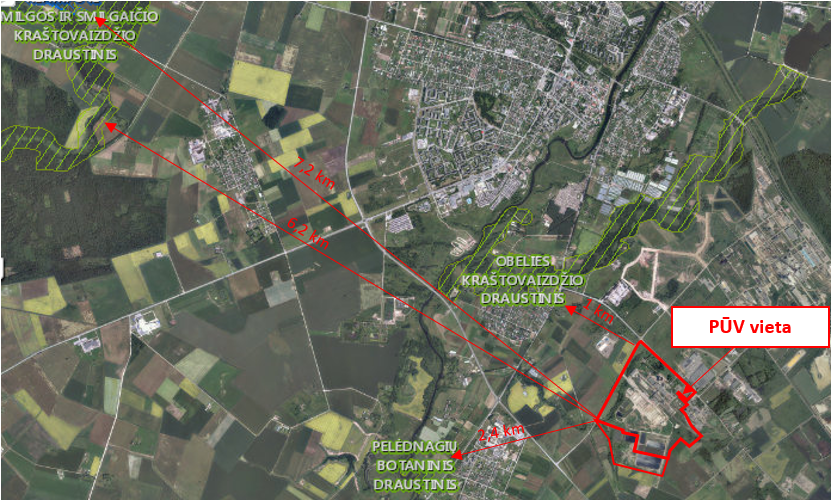 SMILGOS IR SMILGAIČIO
KRAŠTOVAIZDŽIO
DRAUSTINIS
7,2 km
6,2 km
OBELIES
KRAŠTOVAIZDŽIO
DRAUSTINIS
1 km
PŪV vieta
2,4 km
PELĖDNAGIŲ
BOTANINIS
DRAUSTINIS